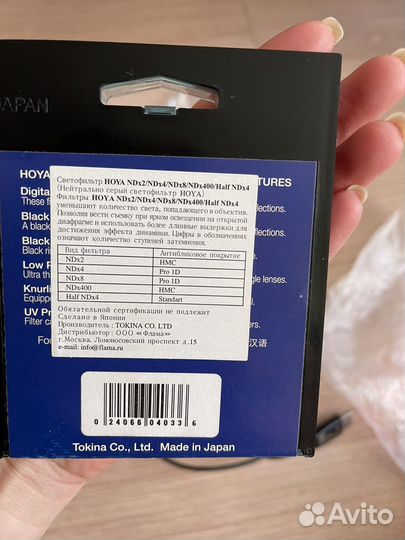 JAPAN
HOYA
TURES
Digita
These fi
lections.
Black
A black
lections.
Black
Black ri
Low P
Ultra th
gle lenses.
Knurli
Equippe
UV Pr
Filter ca
For
汉语
Светофильтр HOYA NDx2/NDx4/NDx8/NDx400/Half NDx4
(Нейтрально серый светофильтр HOYA)
Фильтры HOYA NDx2/NDx4/NDx8/NDx400/Half NDx4
уменьшают количество света, попадающего в объектив.
Позволяя вести съемку при ярком освещении на открытой
диафрагме и использовать более длинные выдержки для
достижения эффекта динамики. Цифры в обозначениях
означают количество ступеней затемнения.
Вид фильтра Антибликовое покрытие
NDx2 HMC
NDx4 Pro 1D
NDx8 Pro 1D
NDx400 HMC
Half NDx4 Standart
Обязательной сертификации не подлежит
Сделано в Японии
Производитель : TOKINA CO. LTD
Дистрибьютор : ООО «Флама»
г.Москва. Ломоносовский проспект д.15
e-mail: info@flama.ru
0 24066 04033 6
Tokina Co., Ltd. Made in Japan
Avito